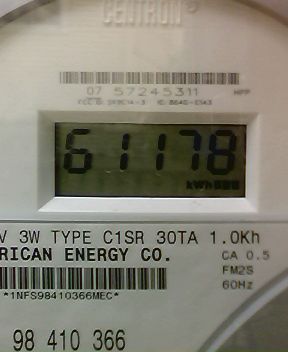 CENTRON®
07 57245311
61178
kWh
V 3W TYPE C1SR 30TA 1.0Kh
RICAN ENERGY CO.
CA 0.5
FM2S
60Hz
*1NFS98410366MEC*
98 410 366